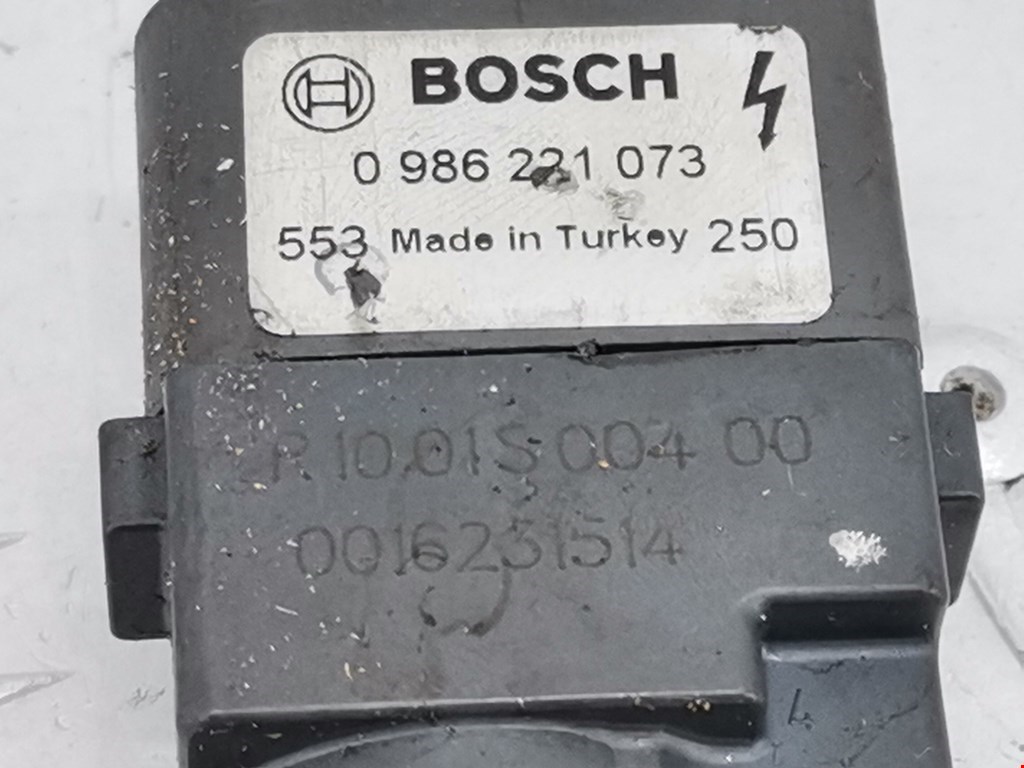 BOSCH
0 986 221 073
553 Made in Turkey 250
R 10.01S 004 00
0016231514